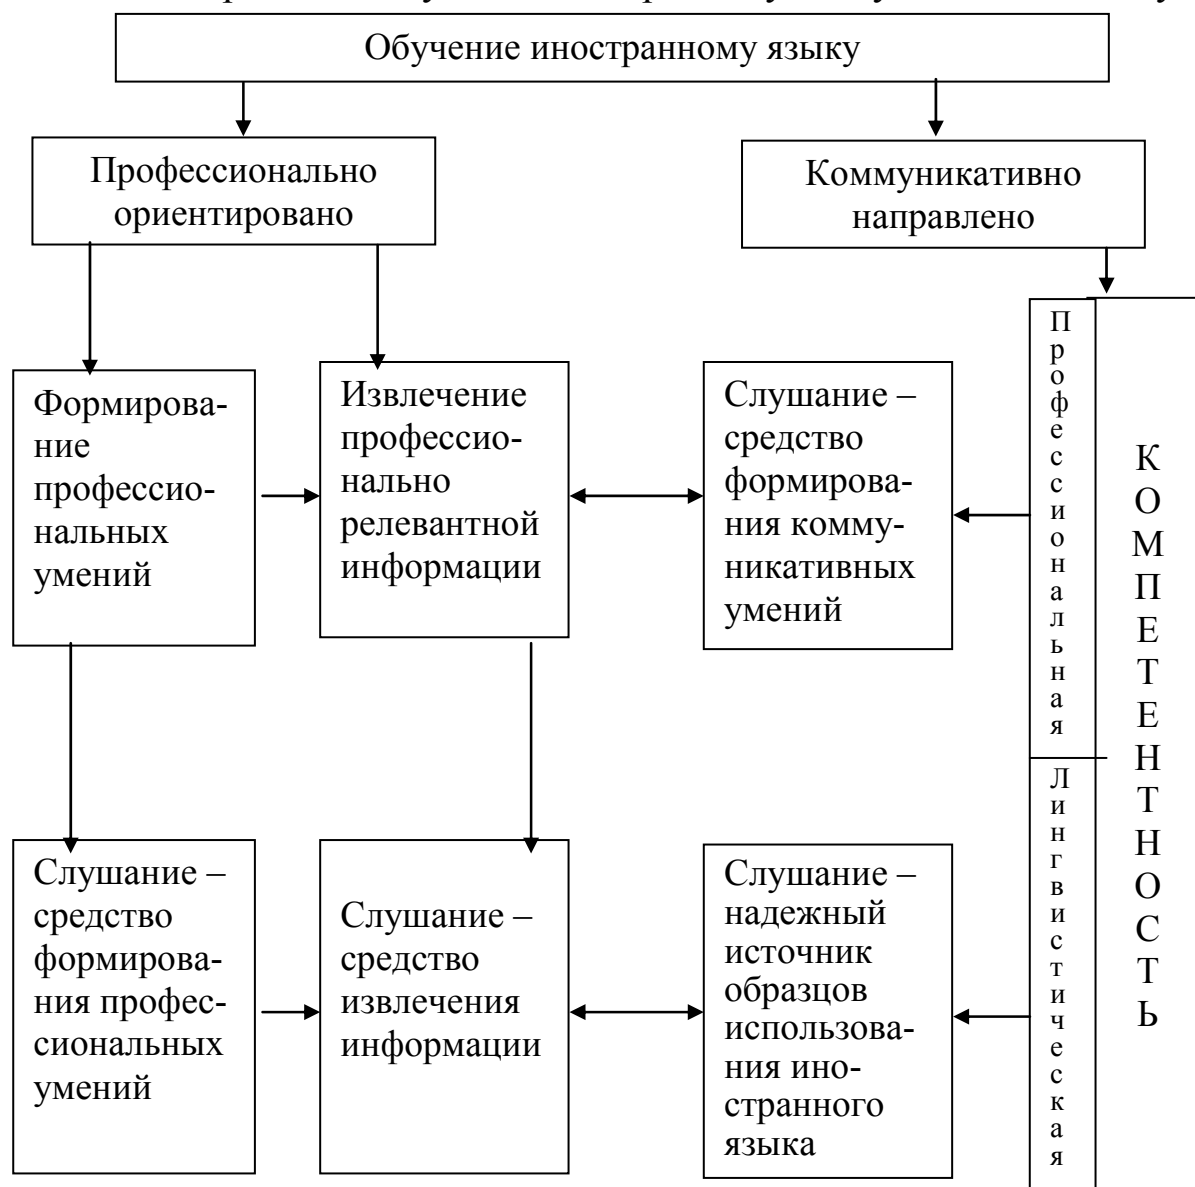 Обучение иностранному языку
Профессионально
ориентировано
Коммуникативно
направлено
Формирова-
ние
профессио-
нальных
умений
Извлечение
профессио-
нально
релевантной
информации
Слушание –
средство
формирова-
ния комму-
никативных
умений
Профессиональная
КОМПЕТЕНТНОСТЬ
Слушание –
средство
формирова-
ния профес-
сиональных
умений
Слушание –
средство
извлечения
информации
Слушание –
надежный
источник
образцов
использова-
ния ино-
странного
языка
Лингвистическая